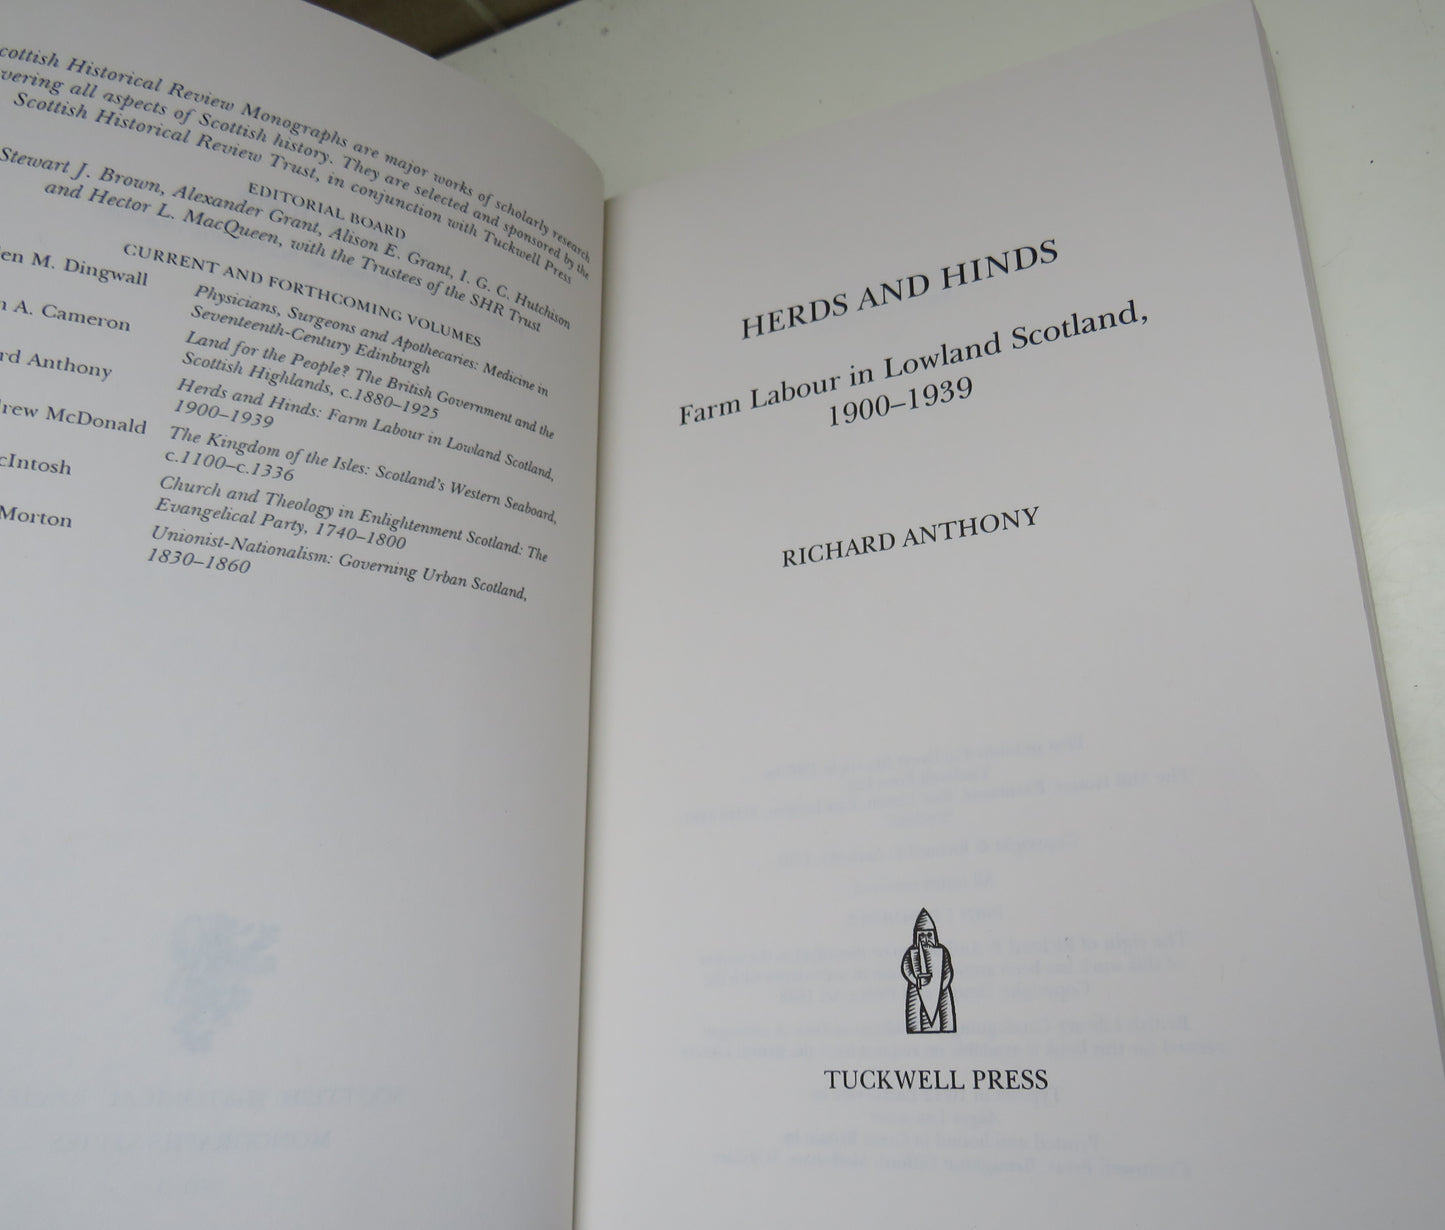 cottish Historical Review Monographs are major works of scholarly research
vering all aspects of Scottish history. They are selected and sponsored by the
Scottish Historical Review Trust, in conjunction with Tuckwell Press
EDITORIAL BOARD
Stewart J. Brown, Alexander Grant, Alison E. Grant, I. G. C. Hutchison
and Hector L. MacQueen, with the Trustees of the SHR Trust
CURRENT AND FORTHCOMING VOLUMES
en M. Dingwall Physicians, Surgeons and Apothecaries: Medicine in
Seventeenth-Century Edinburgh
A. Cameron Land for the People? The British Government and the
Scottish Highlands, c.1880–1925
rd Anthony Herds and Hinds: Farm Labour in Lowland Scotland,
1900–1939
rew McDonald The Kingdom of the Isles: Scotland's Western Seaboard,
c.1100–c.1336
cIntosh Church and Theology in Enlightenment Scotland: The
Evangelical Party, 1740–1800
Morton Unionist-Nationalism: Governing Urban Scotland,
1830–1860
HERDS AND HINDS
Farm Labour in Lowland Scotland,
1900–1939
RICHARD ANTHONY
TUCKWELL PRESS